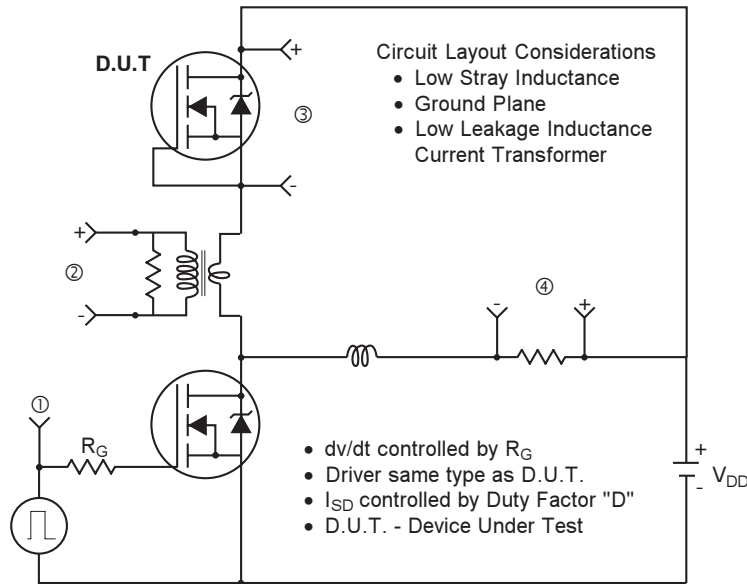 D.U.T
+
-
③
Circuit Layout Considerations
• Low Stray Inductance
• Ground Plane
• Low Leakage Inductance
Current Transformer
+
②
-
-
④
+
①
R_G
• dv/dt controlled by R_G
• Driver same type as D.U.T.
• I_SD controlled by Duty Factor "D"
• D.U.T. - Device Under Test
+
-
V_DD